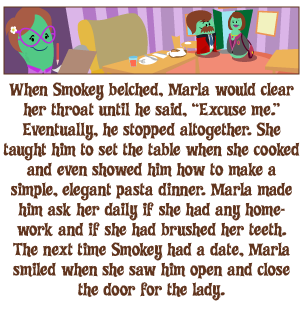 When Smokey belched, Marla would clear
her throat until he said, “Excuse me.”
Eventually, he stopped altogether. She
taught him to set the table when she cooked
and even showed him how to make a
simple, elegant pasta dinner. Marla made
him ask her daily if she had any home-
work and if she had brushed her teeth.
The next time Smokey had a date, Marla
smiled when she saw him open and close
the door for the lady.